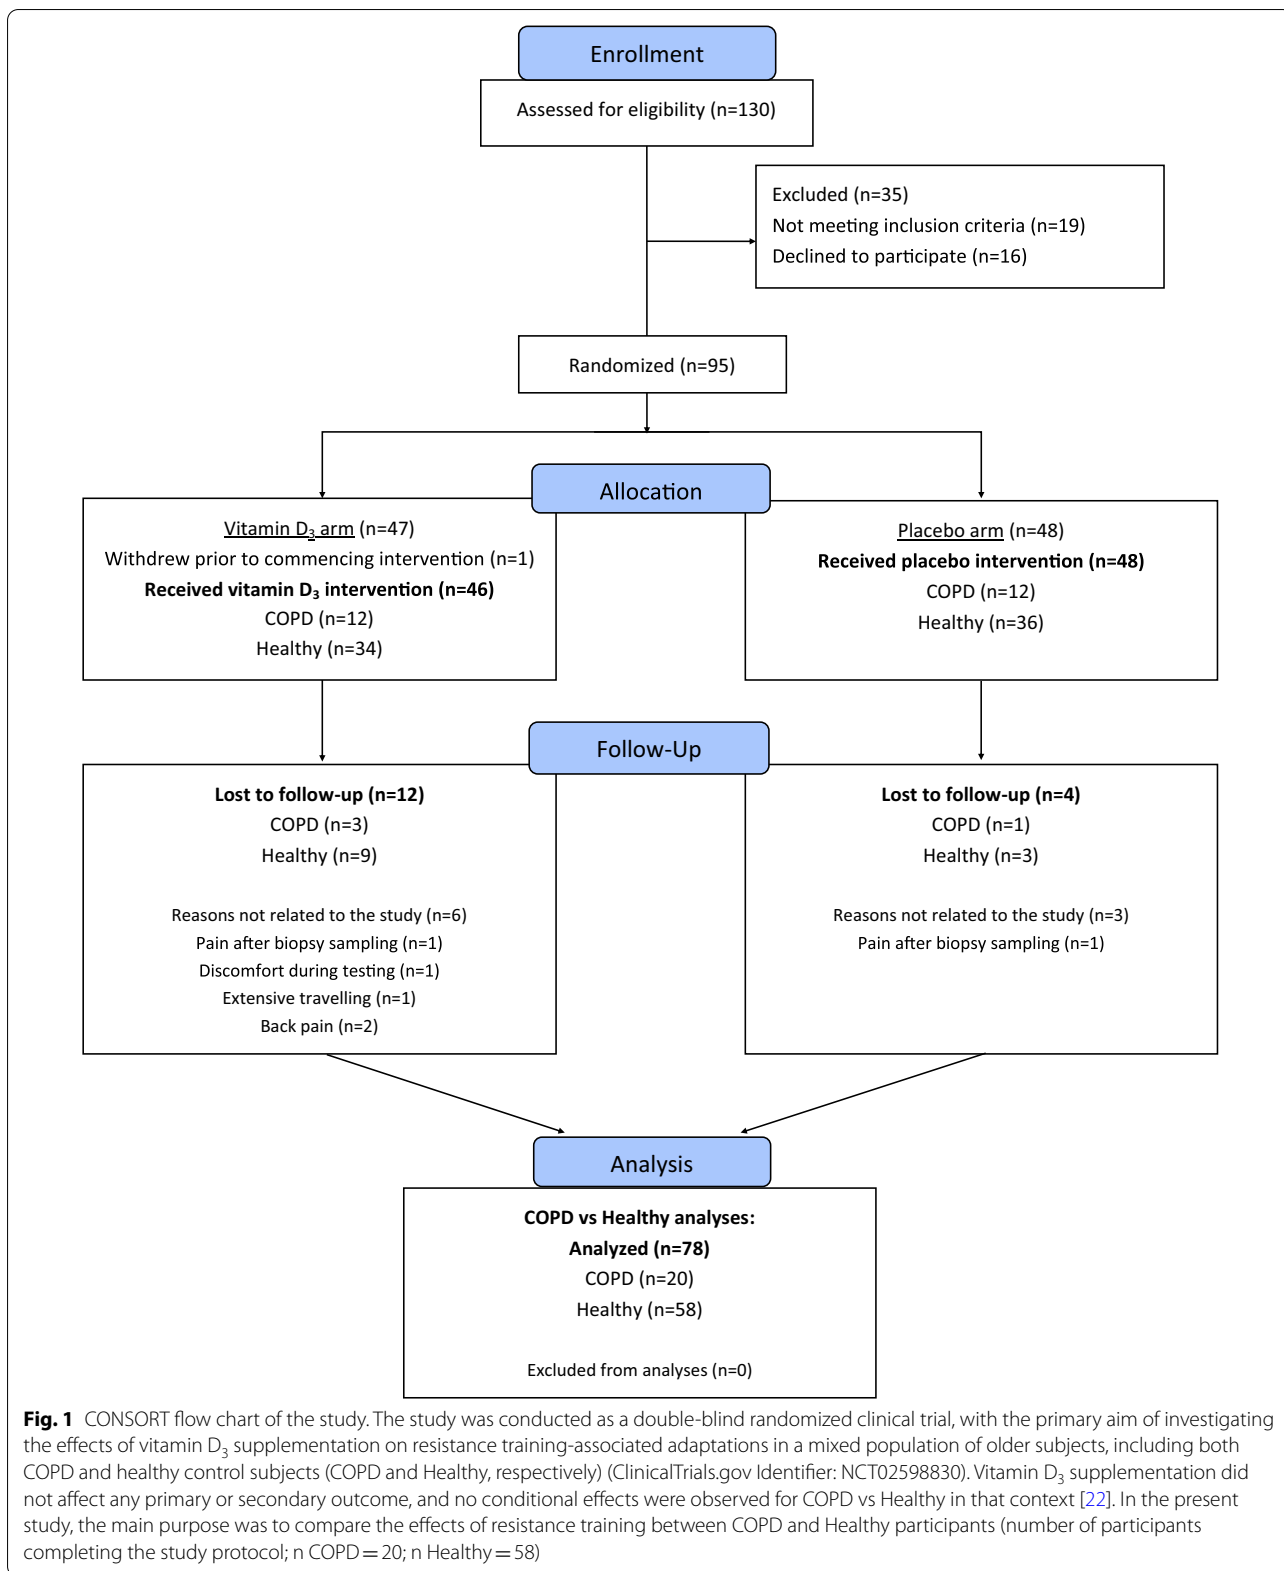 Enrollment
Assessed for eligibility (n=130)
Excluded (n=35)
Not meeting inclusion criteria (n=19)
Declined to participate (n=16)
Randomized (n=95)
Allocation
Vitamin D3 arm (n=47)
Withdrew prior to commencing intervention (n=1)
Received vitamin D3 intervention (n=46)
COPD (n=12)
Healthy (n=34)
Placebo arm (n=48)
Received placebo intervention (n=48)
COPD (n=12)
Healthy (n=36)
Follow-Up
Lost to follow-up (n=12)
COPD (n=3)
Healthy (n=9)
Reasons not related to the study (n=6)
Pain after biopsy sampling (n=1)
Discomfort during testing (n=1)
Extensive travelling (n=1)
Back pain (n=2)
Lost to follow-up (n=4)
COPD (n=1)
Healthy (n=3)
Reasons not related to the study (n=3)
Pain after biopsy sampling (n=1)
Analysis
COPD vs Healthy analyses:
Analyzed (n=78)
COPD (n=20)
Healthy (n=58)
Excluded from analyses (n=0)
Fig. 1 CONSORT flow chart of the study. The study was conducted as a double-blind randomized clinical trial, with the primary aim of investigating
the effects of vitamin D3 supplementation on resistance training-associated adaptations in a mixed population of older subjects, including both
COPD and healthy control subjects (COPD and Healthy, respectively) (ClinicalTrials.gov Identifier: NCT02598830). Vitamin D3 supplementation did
not affect any primary or secondary outcome, and no conditional effects were observed for COPD vs Healthy in that context [22]. In the present
study, the main purpose was to compare the effects of resistance training between COPD and Healthy participants (number of participants
completing the study protocol; n COPD = 20; n Healthy = 58)